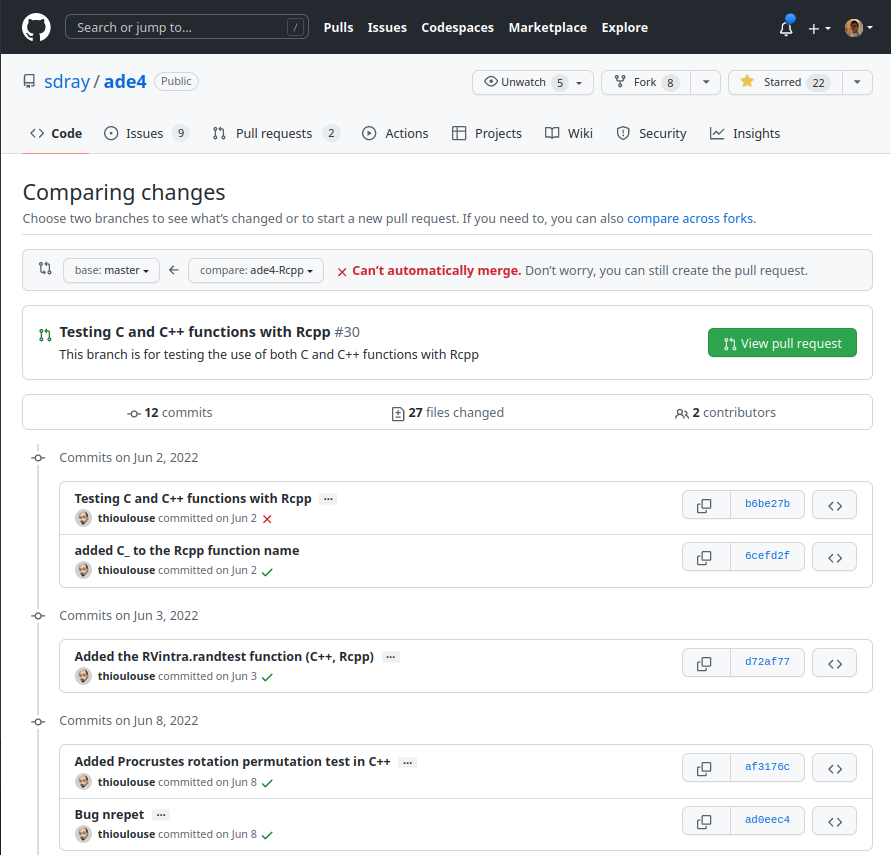 Search or jump to... /
Pulls Issues Codespaces Marketplace Explore
sdray / ade4 Public
Unwatch 5 Fork 8 Starred 22
Code Issues 9 Pull requests 2 Actions Projects Wiki Security Insights
Comparing changes
Choose two branches to see what's changed or to start a new pull request. If you need to, you can also compare across forks.
base: master compare: ade4-Rcpp Can't automatically merge. Don't worry, you can still create the pull request.
Testing C and C++ functions with Rcpp #30
This branch is for testing the use of both C and C++ functions with Rcpp
View pull request
12 commits 27 files changed 2 contributors
Commits on Jun 2, 2022
Testing C and C++ functions with Rcpp ...
thioulouse committed on Jun 2
b6be27b
added C_ to the Rcpp function name
thioulouse committed on Jun 2
6cefd2f
Commits on Jun 3, 2022
Added the RVintra.randtest function (C++, Rcpp) ...
thioulouse committed on Jun 3
d72af77
Commits on Jun 8, 2022
Added Procrustes rotation permutation test in C++ ...
thioulouse committed on Jun 8
af3176c
Bug nrepet ...
thioulouse committed on Jun 8
ad0eec4